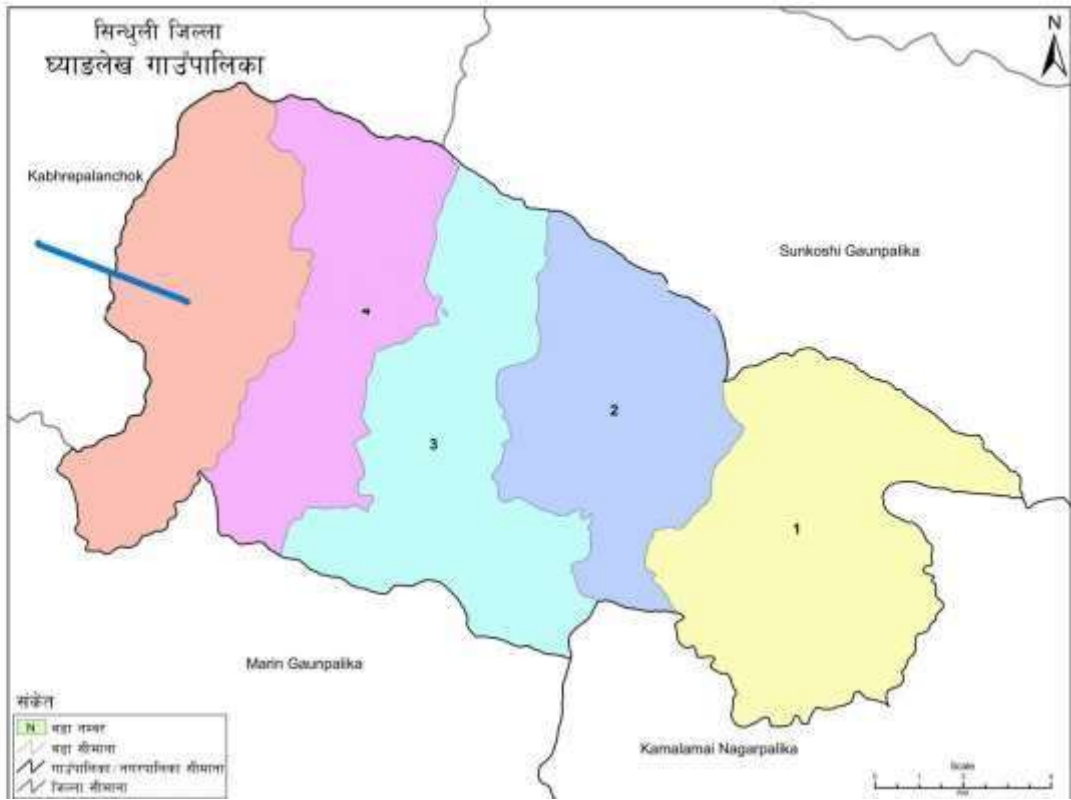 सिन्धुली जिल्ला
घ्याङलेख गाउँपालिका
N
Kabhrepalanchok
Sunkoshi Gaunpalika
4
2
3
1
Marin Gaunpalika
Kamalamai Nagarpalika
संकेत
N वडा नम्बर
वडा सीमाना
गाउँपालिका/नगरपालिका सीमाना
जिल्ला सीमाना
Scale